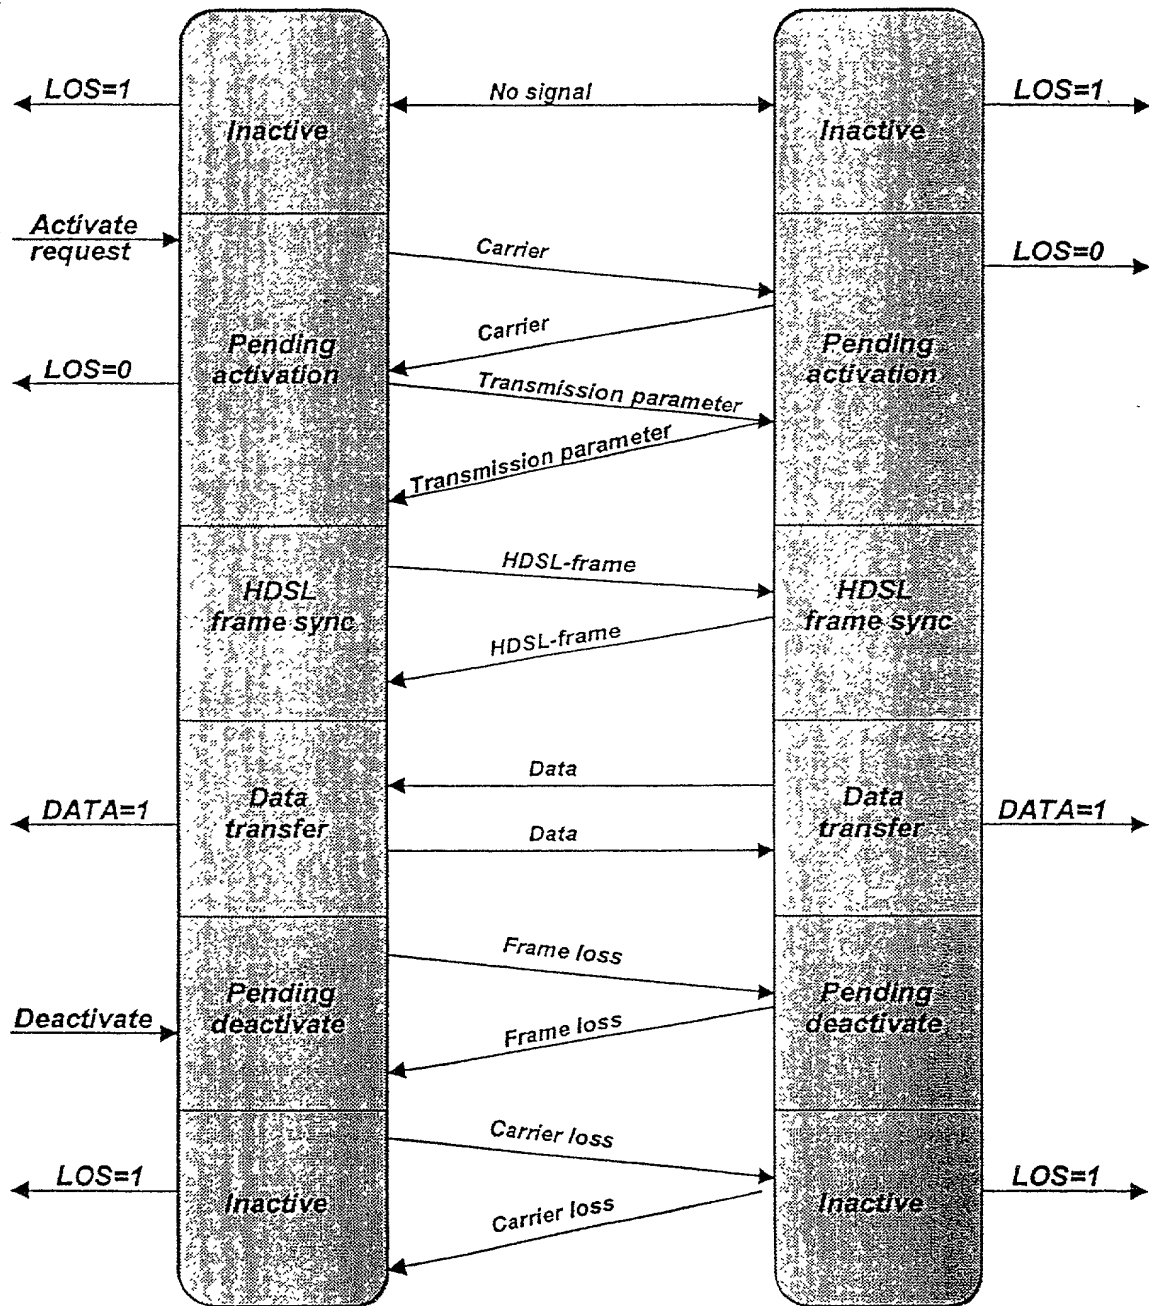 LOS=1
No signal
LOS=1
Inactive
Inactive
Activate
request
Carrier
LOS=0
Carrier
Pending
activation
Pending
activation
LOS=0
Transmission parameter
Transmission parameter
HDSL-frame
HDSL
frame sync
HDSL
frame sync
HDSL-frame
Data
Data
transfer
Data
transfer
DATA=1
DATA=1
Data
Frame loss
Pending
deactivate
Pending
deactivate
Deactivate
Frame loss
Carrier loss
LOS=1
LOS=1
Inactive
Inactive
Carrier loss